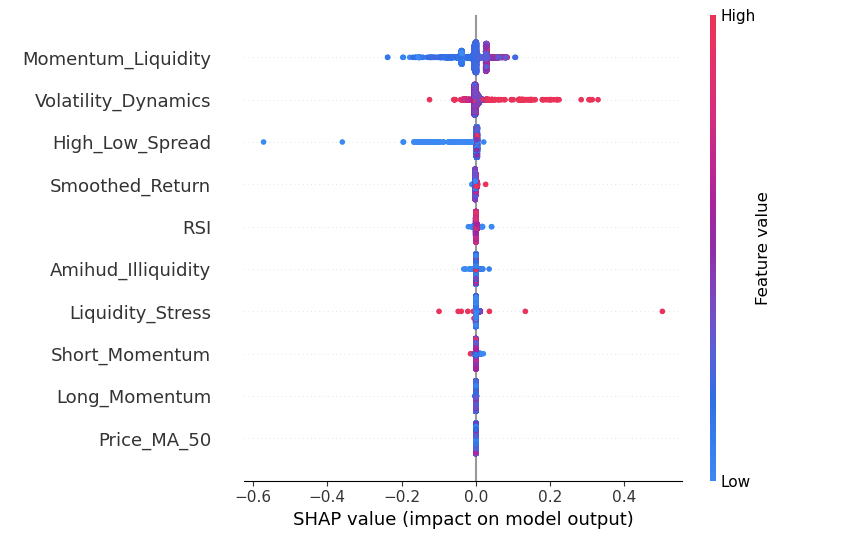 High
Momentum_Liquidity
Volatility_Dynamics
High_Low_Spread
Smoothed_Return
RSI
Amihud_Illiquidity
Liquidity_Stress
Short_Momentum
Long_Momentum
Price_MA_50
Feature value
Low
−0.6 −0.4 −0.2 0.0 0.2 0.4
SHAP value (impact on model output)